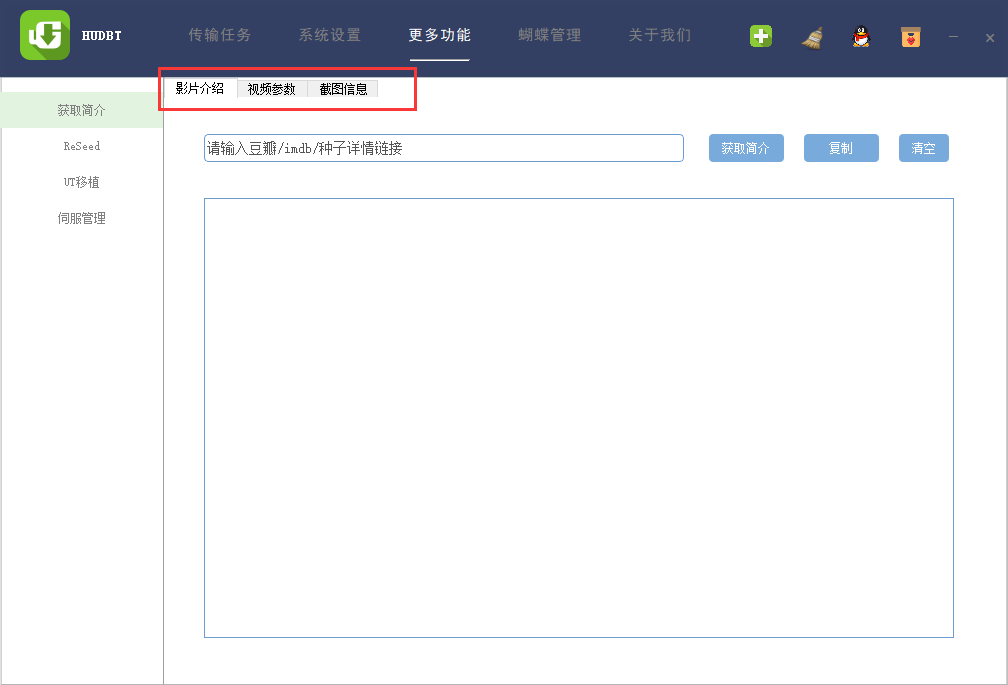 HUDBT 传输任务 系统设置 更多功能 蝴蝶管理 关于我们
影片介绍 视频参数 截图信息
获取简介
ReSeed
UT移植
伺服管理
请输入豆瓣/imdb/种子详情链接 获取简介 复制 清空